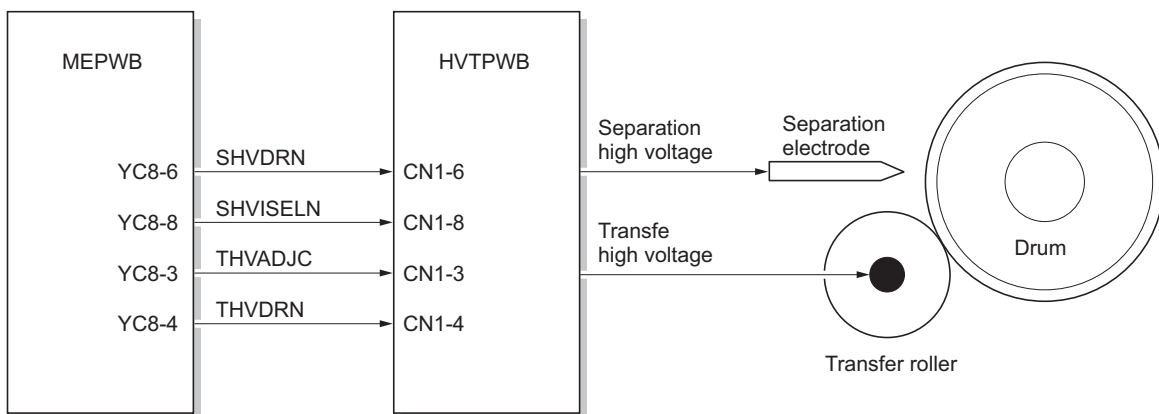 MEPWB
HVTPWB
Separation
high voltage
Separation
electrode
YC8-6
SHVDRN
CN1-6
YC8-8
SHVISELN
CN1-8
Transfe
high voltage
Drum
YC8-3
THVADJC
CN1-3
YC8-4
THVDRN
CN1-4
Transfer roller